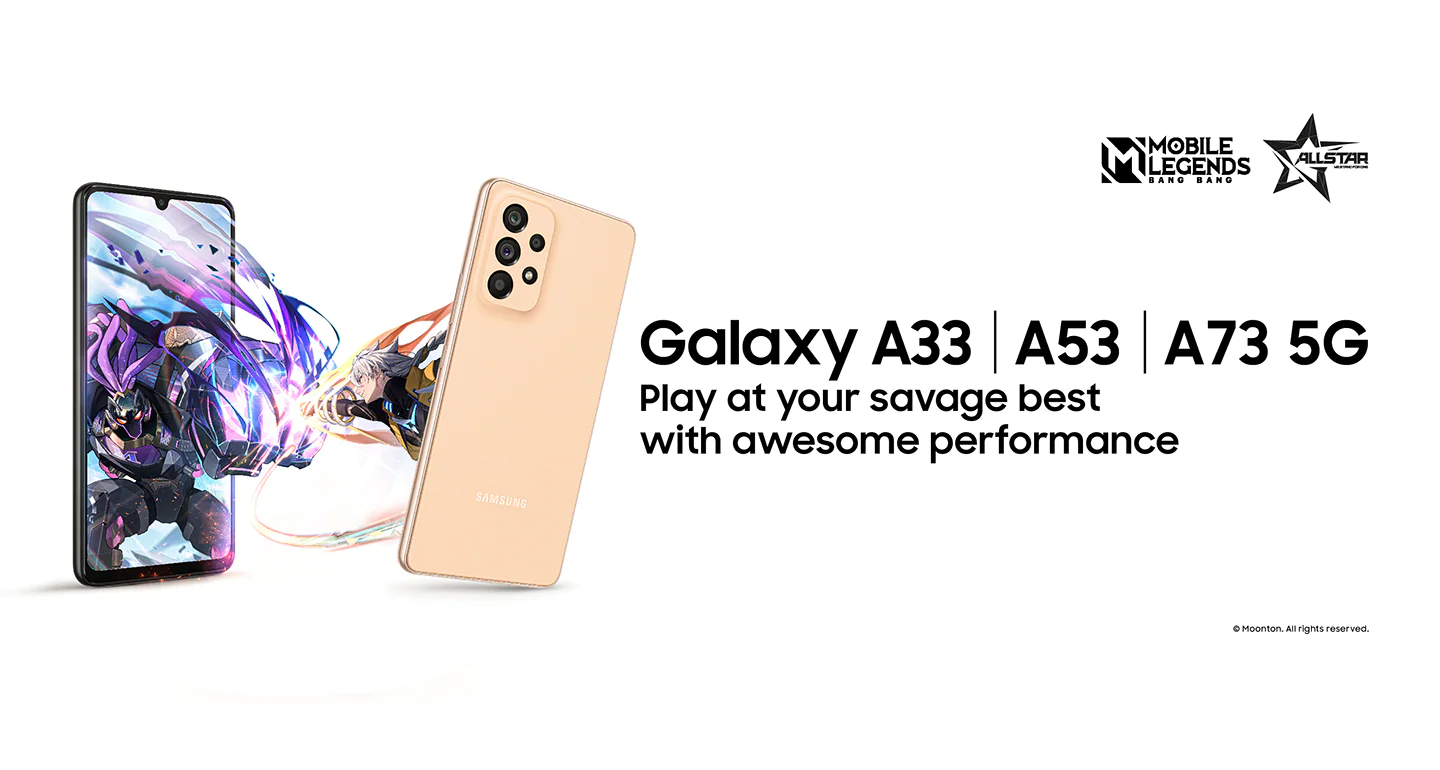 MOBILE
LEGENDS
BANG BANG
ALLSTAR
Galaxy A33 | A53 | A73 5G
Play at your savage best
with awesome performance
SAMSUNG
© Moonton. All rights reserved.